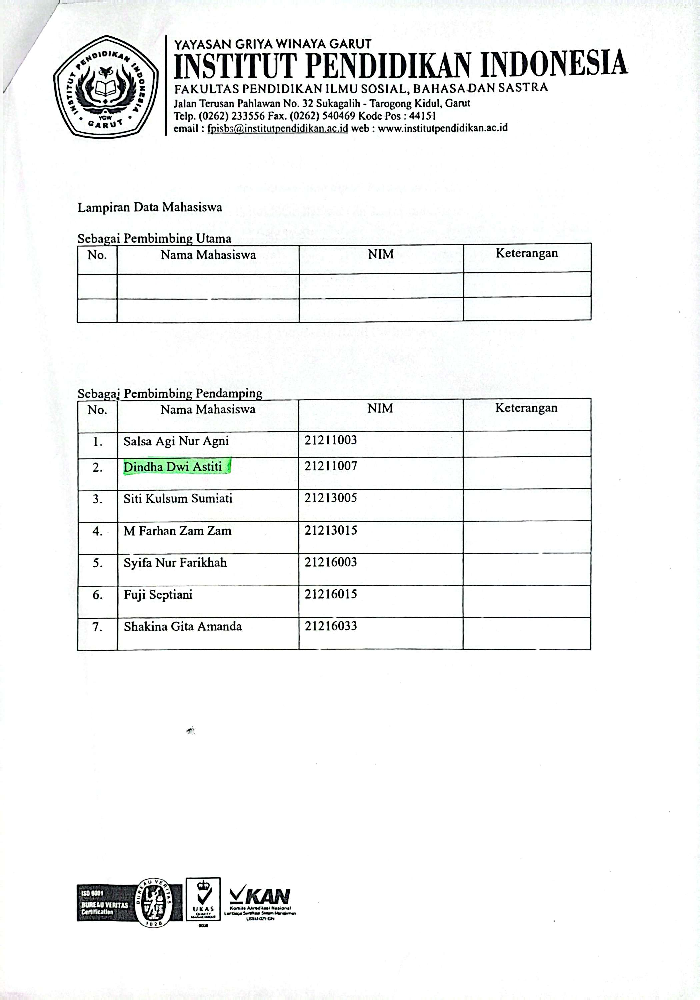 INSTITUT PENDIDIKAN INDONESIA
YGW
GARUT
YAYASAN GRIYA WINAYA GARUT
INSTITUT PENDIDIKAN INDONESIA
FAKULTAS PENDIDIKAN ILMU SOSIAL, BAHASA DAN SASTRA
Jalan Terusan Pahlawan No. 32 Sukagalih - Tarogong Kidul, Garut
Telp. (0262) 233556 Fax. (0262) 540469 Kode Pos : 44151
email : fpisbs@institutpendidikan.ac.id web : www.institutpendidikan.ac.id
Lampiran Data Mahasiswa
Sebagai Pembimbing Utama
No. Nama Mahasiswa NIM Keterangan
Sebagai Pembimbing Pendamping
No. Nama Mahasiswa NIM Keterangan
1. Salsa Agi Nur Agni 21211003
2. Dindha Dwi Astiti 21211007
3. Siti Kulsum Sumiati 21213005
4. M Farhan Zam Zam 21213015
5. Syifa Nur Farikhah 21216003
6. Fuji Septiani 21216015
7. Shakina Gita Amanda 21216033
ISO 9001
BUREAU VERITAS
Certification
BUREAU VERITAS
1828
UKAS
QUALITY
MANAGEMENT
0008
KAN
Komite Akreditasi Nasional
Lembaga Sertifikasi Sistem Manajemen
LSSM-021-IDN